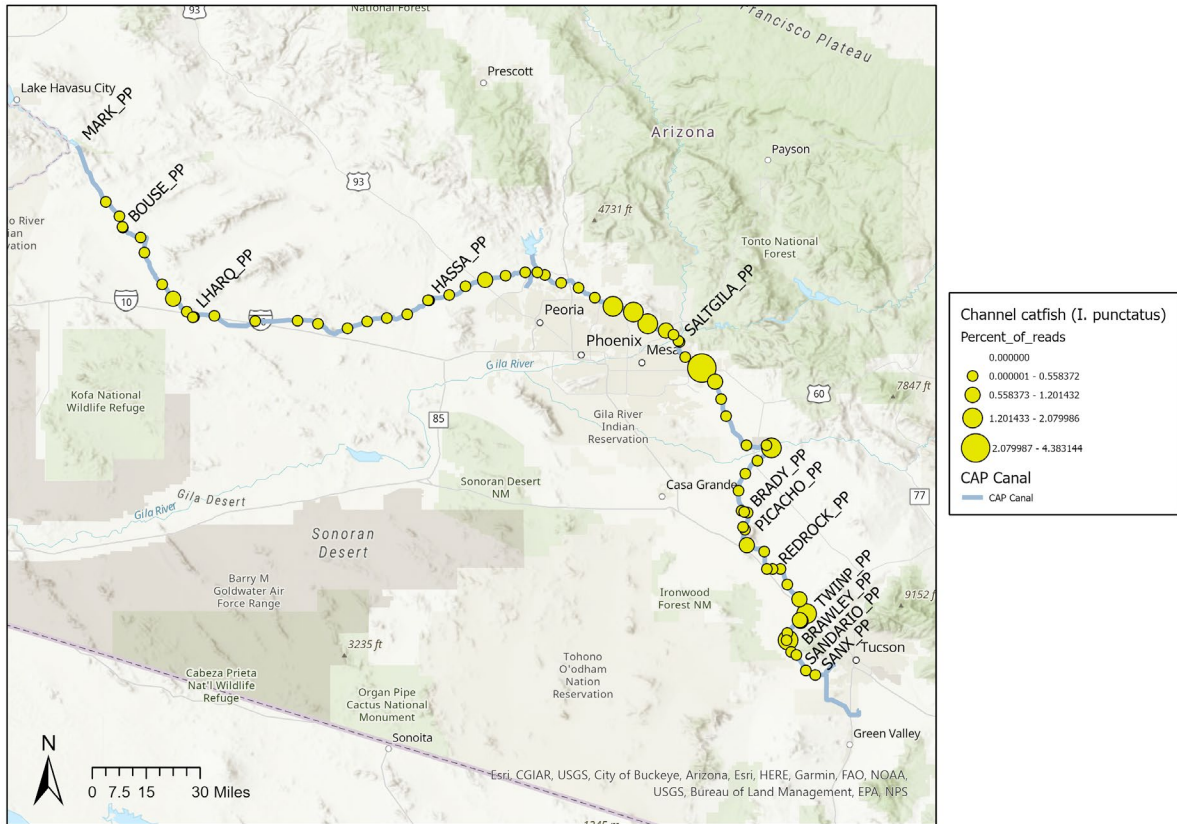 93
National Forest
Francisco Plateau
Prescott
Lake Havasu City
MARK_PP
Arizona
Payson
93
BOUSE_PP
4731 ft
o River
ian
vation
Tonto National
Forest
HASSA_PP
LHARQ_PP
10
SALTGILA_PP
Peoria
Phoenix
Mesa
Gila River
60
7847 ft
Kofa National
Wildlife Refuge
85
Gila River
Indian
Reservation
BRADY_PP
Sonoran Desert
NM
Casa Grande
PICACHO_PP
77
Gila Desert
Gila River
REDROCK_PP
Sonoran
Desert
Barry M
Goldwater Air
Force Range
Ironwood
Forest NM
TWINP_PP
9152 ft
BRAWLEY_PP
3235 ft
SANDARIO_PP
SANX_PP
Tucson
Cabeza Prieta
Nat'l Wildlife
Refuge
Tohono
O'odham
Nation
Reservation
Organ Pipe
Cactus National
Monument
Sonoita
Green Valley
N
0 7.5 15 30 Miles
Esri, CGIAR, USGS, City of Buckeye, Arizona, Esri, HERE, Garmin, FAO, NOAA,
USGS, Bureau of Land Management, EPA, NPS
Channel catfish (I. punctatus)
Percent_of_reads
0.000000
0.000001 - 0.558372
0.558373 - 1.201432
1.201433 - 2.079986
2.079987 - 4.383144
CAP Canal
CAP Canal